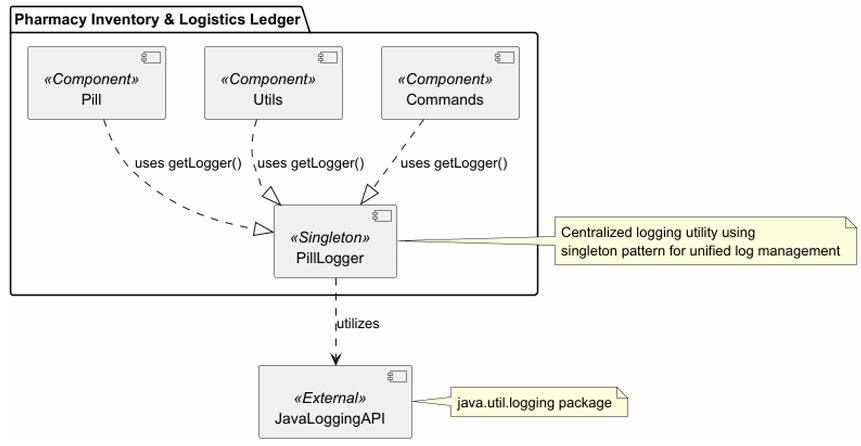 Pharmacy Inventory & Logistics Ledger
«Component»
Pill
«Component»
Utils
«Component»
Commands
uses getLogger()
uses getLogger()
uses getLogger()
«Singleton»
PillLogger
Centralized logging utility using
singleton pattern for unified log management
utilizes
«External»
JavaLoggingAPI
java.util.logging package